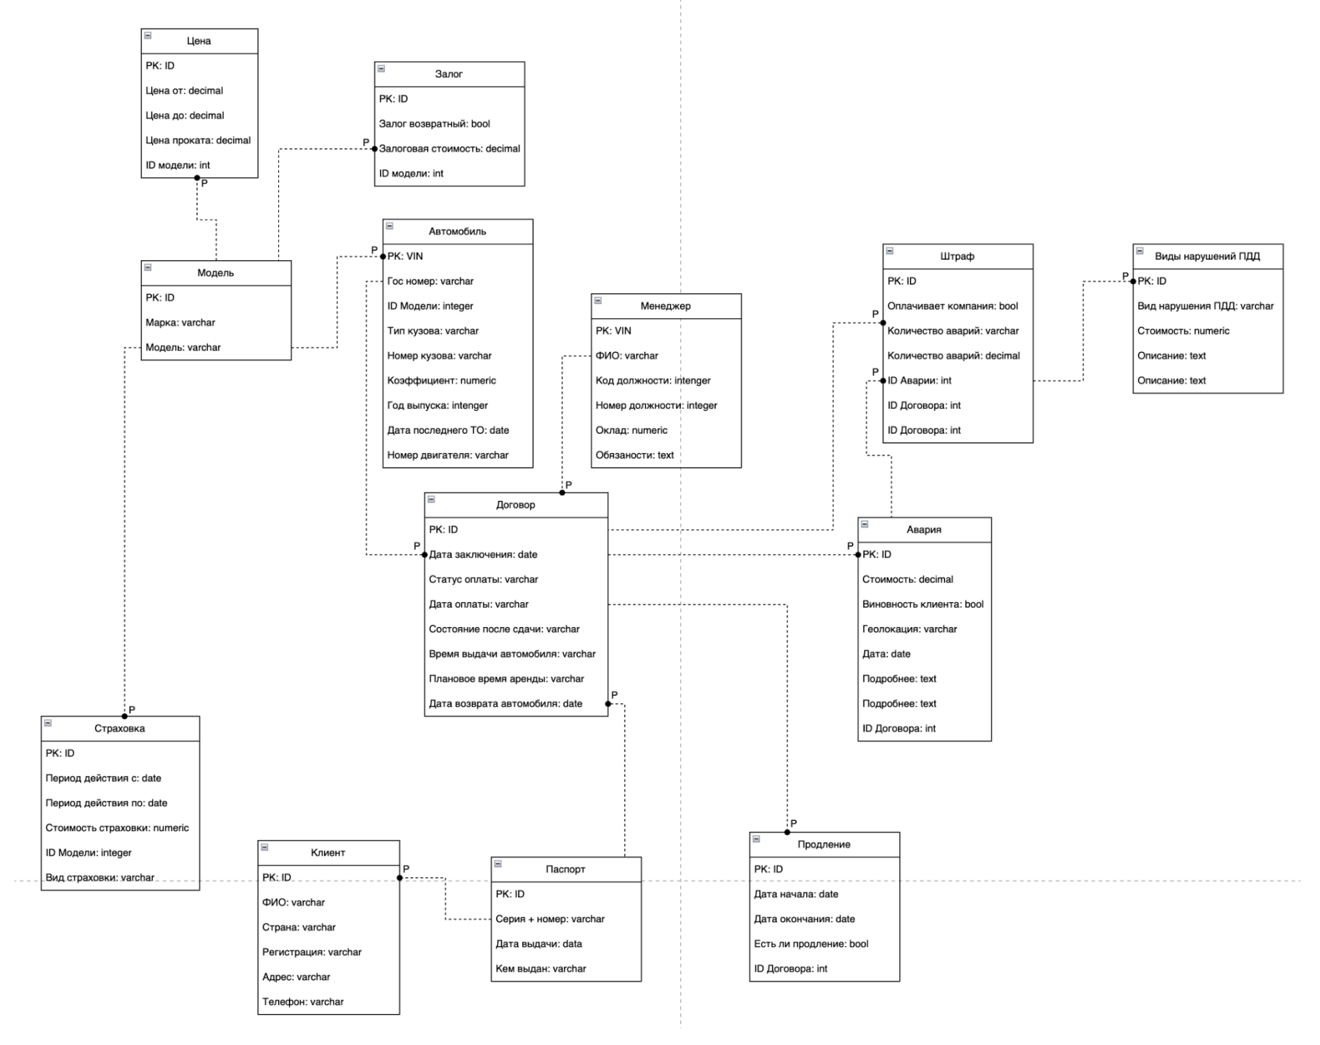 Цена
PK: ID
Цена от: decimal
Цена до: decimal
Цена проката: decimal
ID модели: int
P
Залог
PK: ID
Залог возвратный: bool
P
Залоговая стоимость: decimal
ID модели: int
Модель
PK: ID
Марка: varchar
Модель: varchar
Автомобиль
P
PK: VIN
Гос номер: varchar
ID Модели: integer
Тип кузова: varchar
Номер кузова: varchar
Коэффициент: numeric
Год выпуска: intenger
Дата последнего ТО: date
Номер двигателя: varchar
Менеджер
PK: VIN
ФИО: varchar
Код должности: intenger
Номер должности: integer
Оклад: numeric
Обязаности: text
Штраф
PK: ID
Оплачивает компания: bool
P
Количество аварий: varchar
Количество аварий: decimal
P
ID Аварии: int
ID Договора: int
ID Договора: int
Виды нарушений ПДД
P
PK: ID
Вид нарушения ПДД: varchar
Стоимость: numeric
Описание: text
Описание: text
P
Договор
PK: ID
P
Дата заключения: date
Статус оплаты: varchar
Дата оплаты: varchar
Состояние после сдачи: varchar
Время выдачи автомобиля: varchar
Плановое время аренды: varchar
P
Дата возврата автомобиля: date
Авария
P
PK: ID
Стоимость: decimal
Виновность клиента: bool
Геолокация: varchar
Дата: date
Подробнее: text
Подробнее: text
ID Договора: int
P
Страховка
PK: ID
Период действия с: date
Период действия по: date
Стоимость страховки: numeric
ID Модели: integer
Вид страховки: varchar
Клиент
P
PK: ID
ФИО: varchar
Страна: varchar
Регистрация: varchar
Адрес: varchar
Телефон: varchar
Паспорт
PK: ID
Серия + номер: varchar
Дата выдачи: data
Кем выдан: varchar
P
Продление
PK: ID
Дата начала: date
Дата окончания: date
Есть ли продление: bool
ID Договора: int